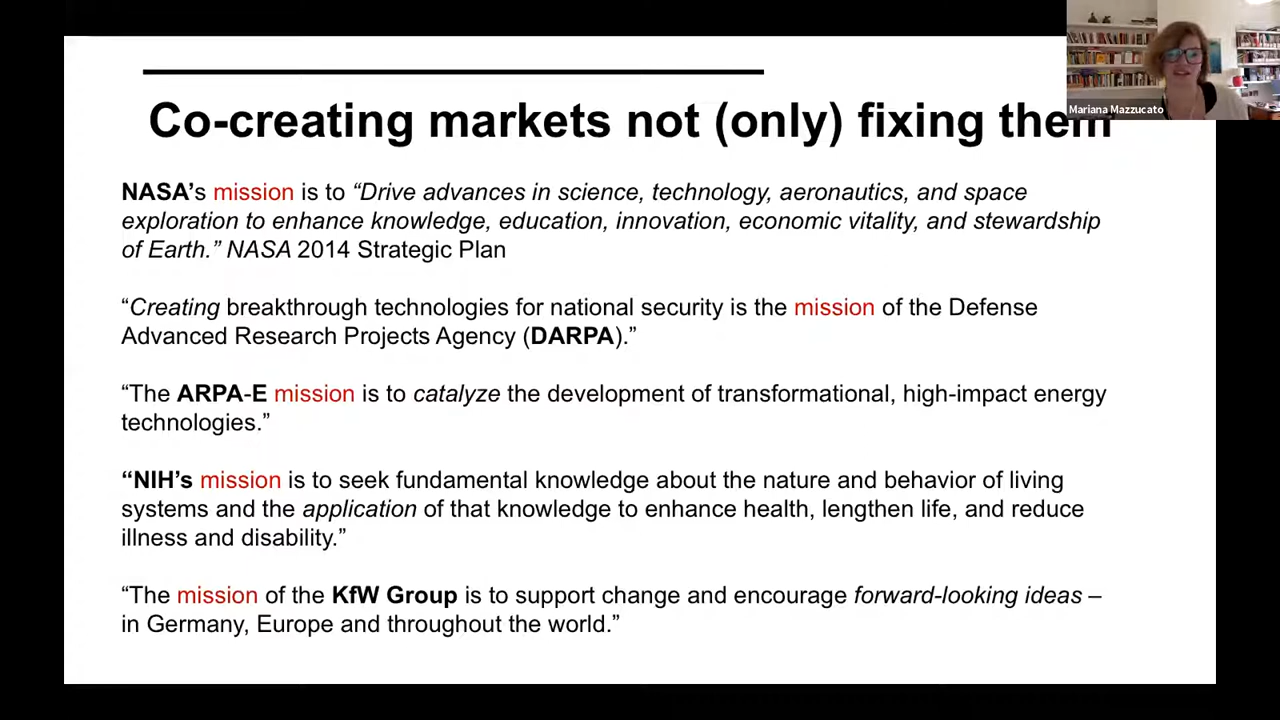 Co-creating markets not (only) fixing them
Mariana Mazzucato
NASA’s mission is to “Drive advances in science, technology, aeronautics, and space
exploration to enhance knowledge, education, innovation, economic vitality, and stewardship
of Earth.” NASA 2014 Strategic Plan
“Creating breakthrough technologies for national security is the mission of the Defense
Advanced Research Projects Agency (DARPA).”
“The ARPA-E mission is to catalyze the development of transformational, high-impact energy
technologies.”
“NIH’s mission is to seek fundamental knowledge about the nature and behavior of living
systems and the application of that knowledge to enhance health, lengthen life, and reduce
illness and disability.”
“The mission of the KfW Group is to support change and encourage forward-looking ideas –
in Germany, Europe and throughout the world.”